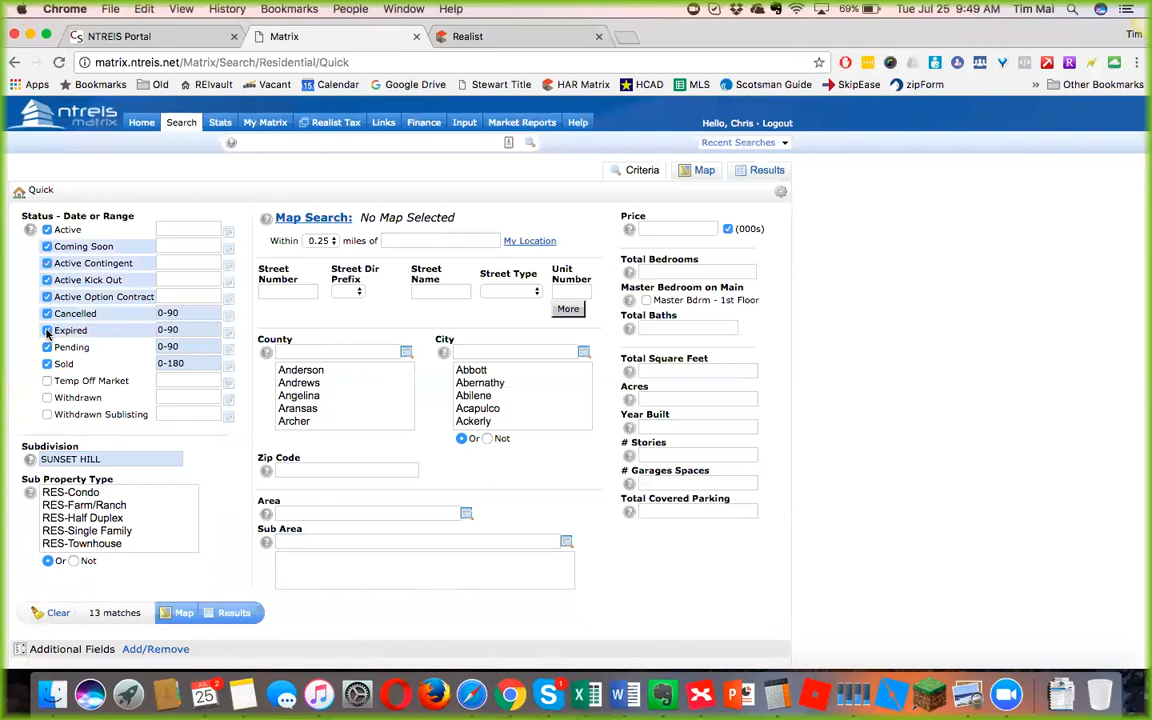 Chrome File Edit View History Bookmarks People Window Help 69% Tue Jul 25 9:49 AM Tim Mai
NTREIS Portal × Matrix × Realist × Tim
matrix.ntreis.net/Matrix/Search/Residential/Quick
Apps Bookmarks Old REIvault Vacant Calendar Google Drive Stewart Title HAR Matrix HCAD MLS Scotsman Guide SkipEase zipForm » Other Bookmarks
ntreis
matrix
Home Search Stats My Matrix Realist Tax Links Finance Input Market Reports Help Hello, Chris · Logout
Recent Searches
Criteria Map Results
Quick
Status - Date or Range
Active
Coming Soon
Active Contingent
Active Kick Out
Active Option Contract
Cancelled 0-90
Expired 0-90
Pending 0-90
Sold 0-180
Temp Off Market
Withdrawn
Withdrawn Sublisting
Subdivision
SUNSET HILL
Sub Property Type
RES-Condo
RES-Farm/Ranch
RES-Half Duplex
RES-Single Family
RES-Townhouse
Or Not
Map Search: No Map Selected
Within 0.25 miles of My Location
Street Number Street Dir Prefix Street Name Street Type Unit Number
More
County City
Anderson Abbott
Andrews Abernathy
Angelina Abilene
Aransas Acapulco
Archer Ackerly
Or Not
Zip Code
Area
Sub Area
Price
(000s)
Total Bedrooms
Master Bedroom on Main
Master Bdrm - 1st Floor
Total Baths
Total Square Feet
Acres
Year Built
# Stories
# Garages Spaces
Total Covered Parking
Clear 13 matches Map Results
Additional Fields Add/Remove